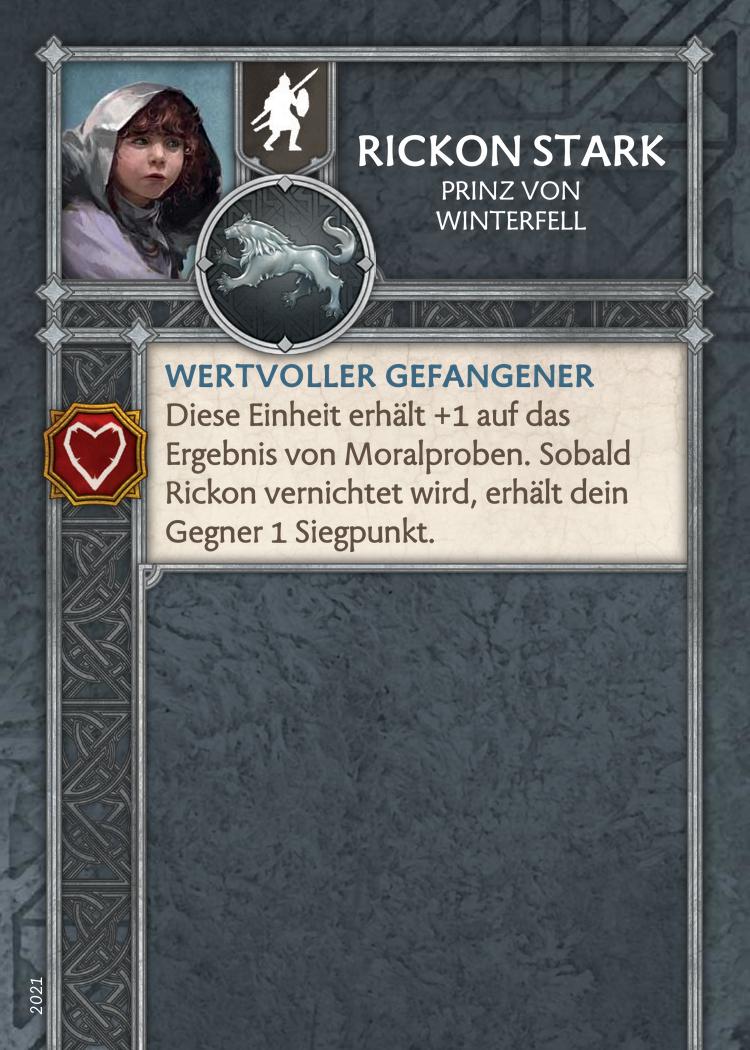 RICKON STARK
PRINZ VON
WINTERFELL
WERTVOLLER GEFANGENER
Diese Einheit erhält +1 auf das
Ergebnis von Moralproben. Sobald
Rickon vernichtet wird, erhält dein
Gegner 1 Siegpunkt.
2021